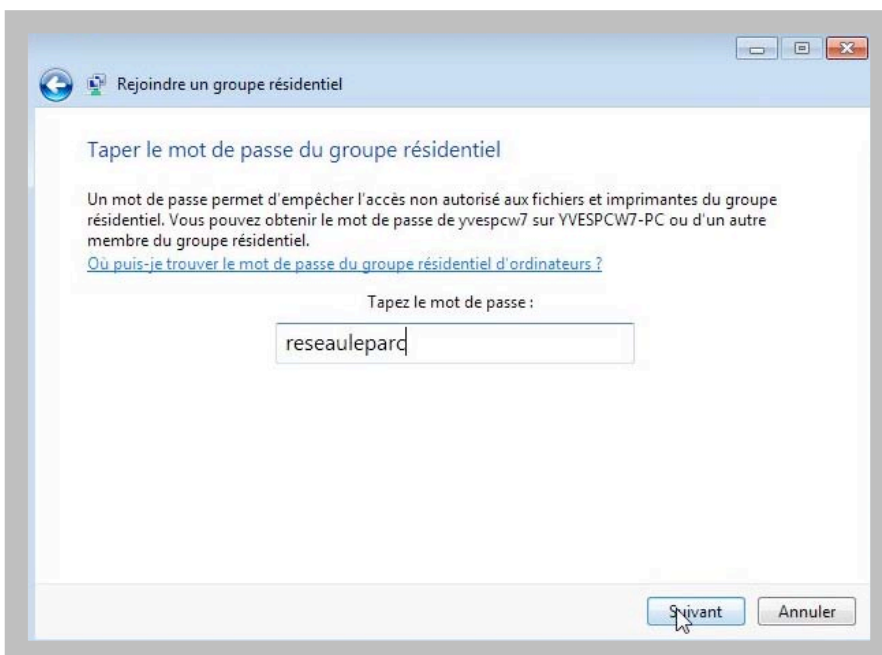 Rejoindre un groupe résidentiel
Taper le mot de passe du groupe résidentiel
Un mot de passe permet d'empêcher l'accès non autorisé aux fichiers et imprimantes du groupe
résidentiel. Vous pouvez obtenir le mot de passe de yvespcw7 sur YVESPCW7-PC ou d'un autre
membre du groupe résidentiel.
Où puis-je trouver le mot de passe du groupe résidentiel d'ordinateurs ?
Tapez le mot de passe :
reseauleparc
Suivant
Annuler